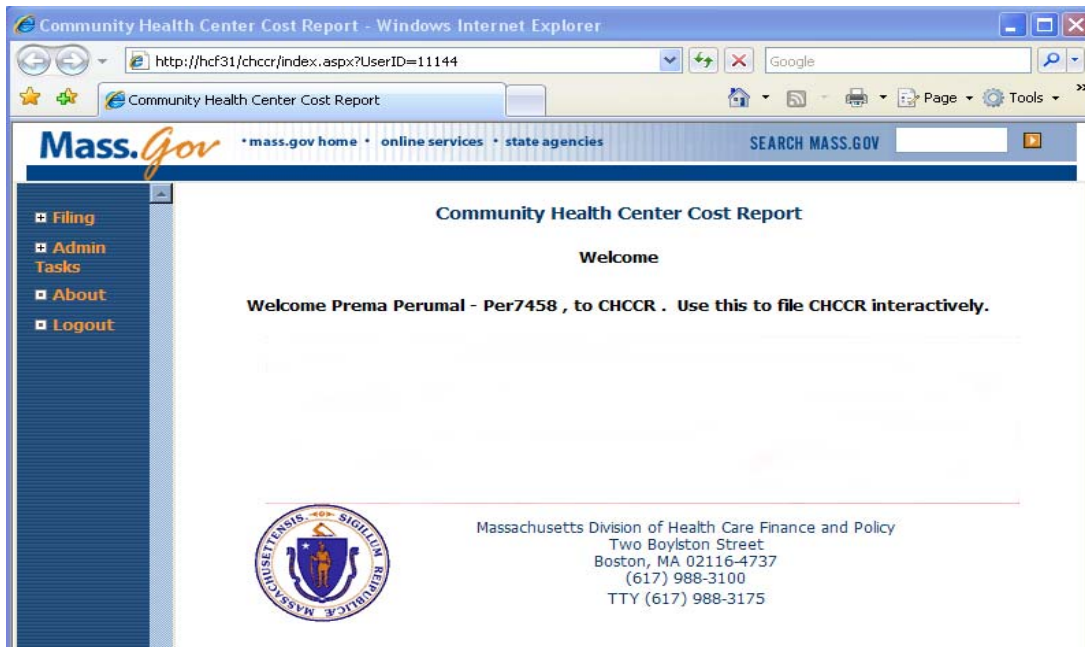 Community Health Center Cost Report - Windows Internet Explorer
http://hcf31/chccr/index.aspx?UserID=11144
Google
Community Health Center Cost Report
Page
Tools
»
Mass.Gov
•mass.gov home • online services • state agencies
SEARCH MASS.GOV
Filing
Admin
Tasks
About
Logout
Community Health Center Cost Report
Welcome
Welcome Prema Perumal - Per7458 , to CHCCR . Use this to file CHCCR interactively.
SIGILLUM REIPUBLICÆ MASSACHUSETTENSIS
Massachusetts Division of Health Care Finance and Policy
Two Boylston Street
Boston, MA 02116-4737
(617) 988-3100
TTY (617) 988-3175